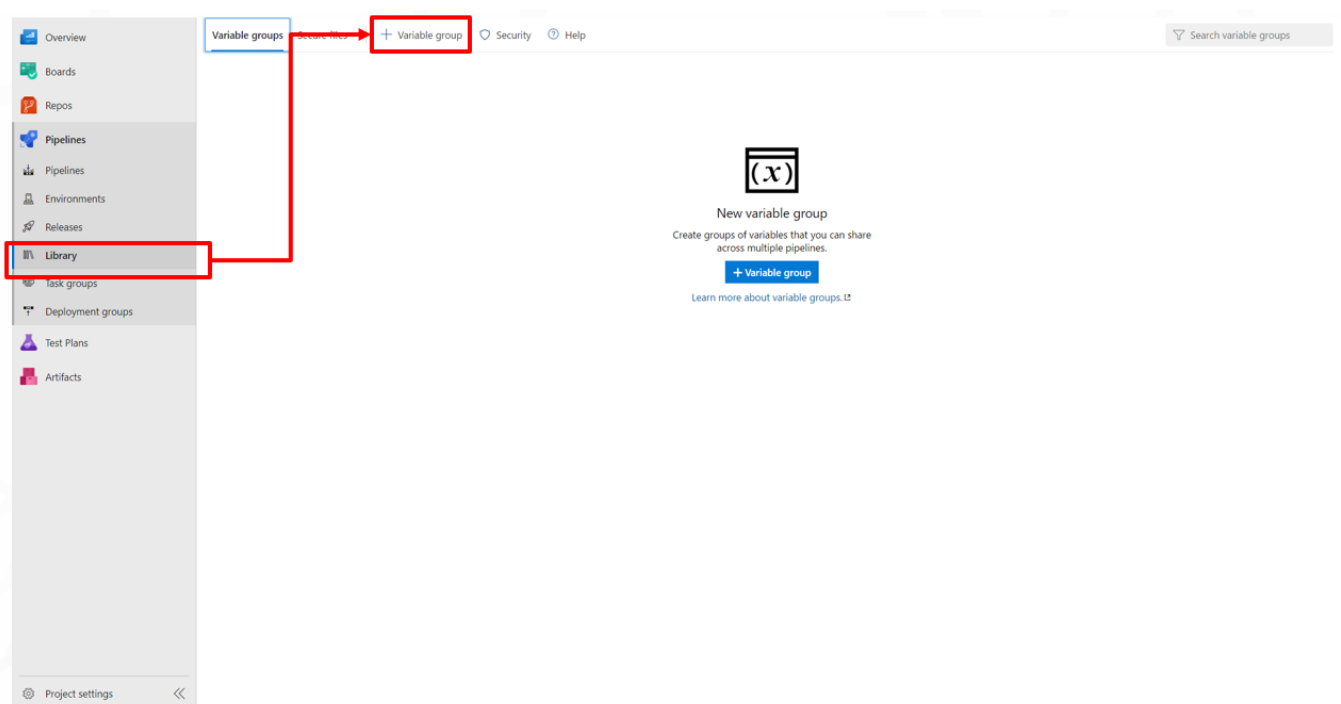 Overview
Boards
Repos
Pipelines
Pipelines
Environments
Releases
Library
Task groups
Deployment groups
Test Plans
Artifacts
Project settings
Variable groups Secure files + Variable group Security Help
Search variable groups
(x)
New variable group
Create groups of variables that you can share
across multiple pipelines.
+ Variable group
Learn more about variable groups.